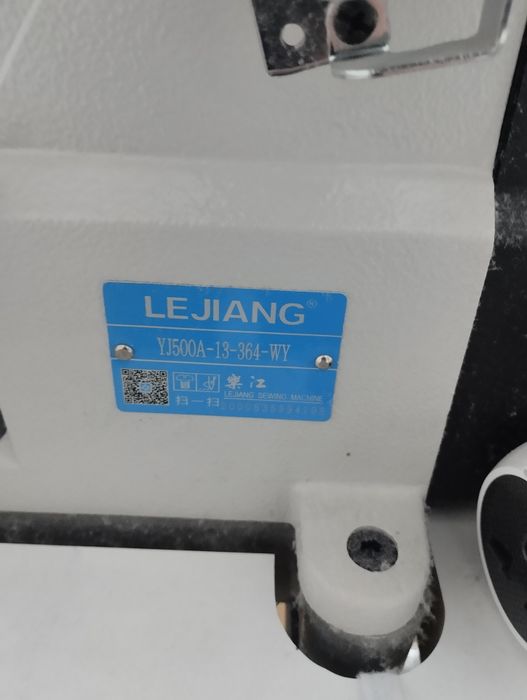 LEJIANG®
YJ500A-13-364-WY
乐江
LEJIANG SEWING MACHINE
扫一扫